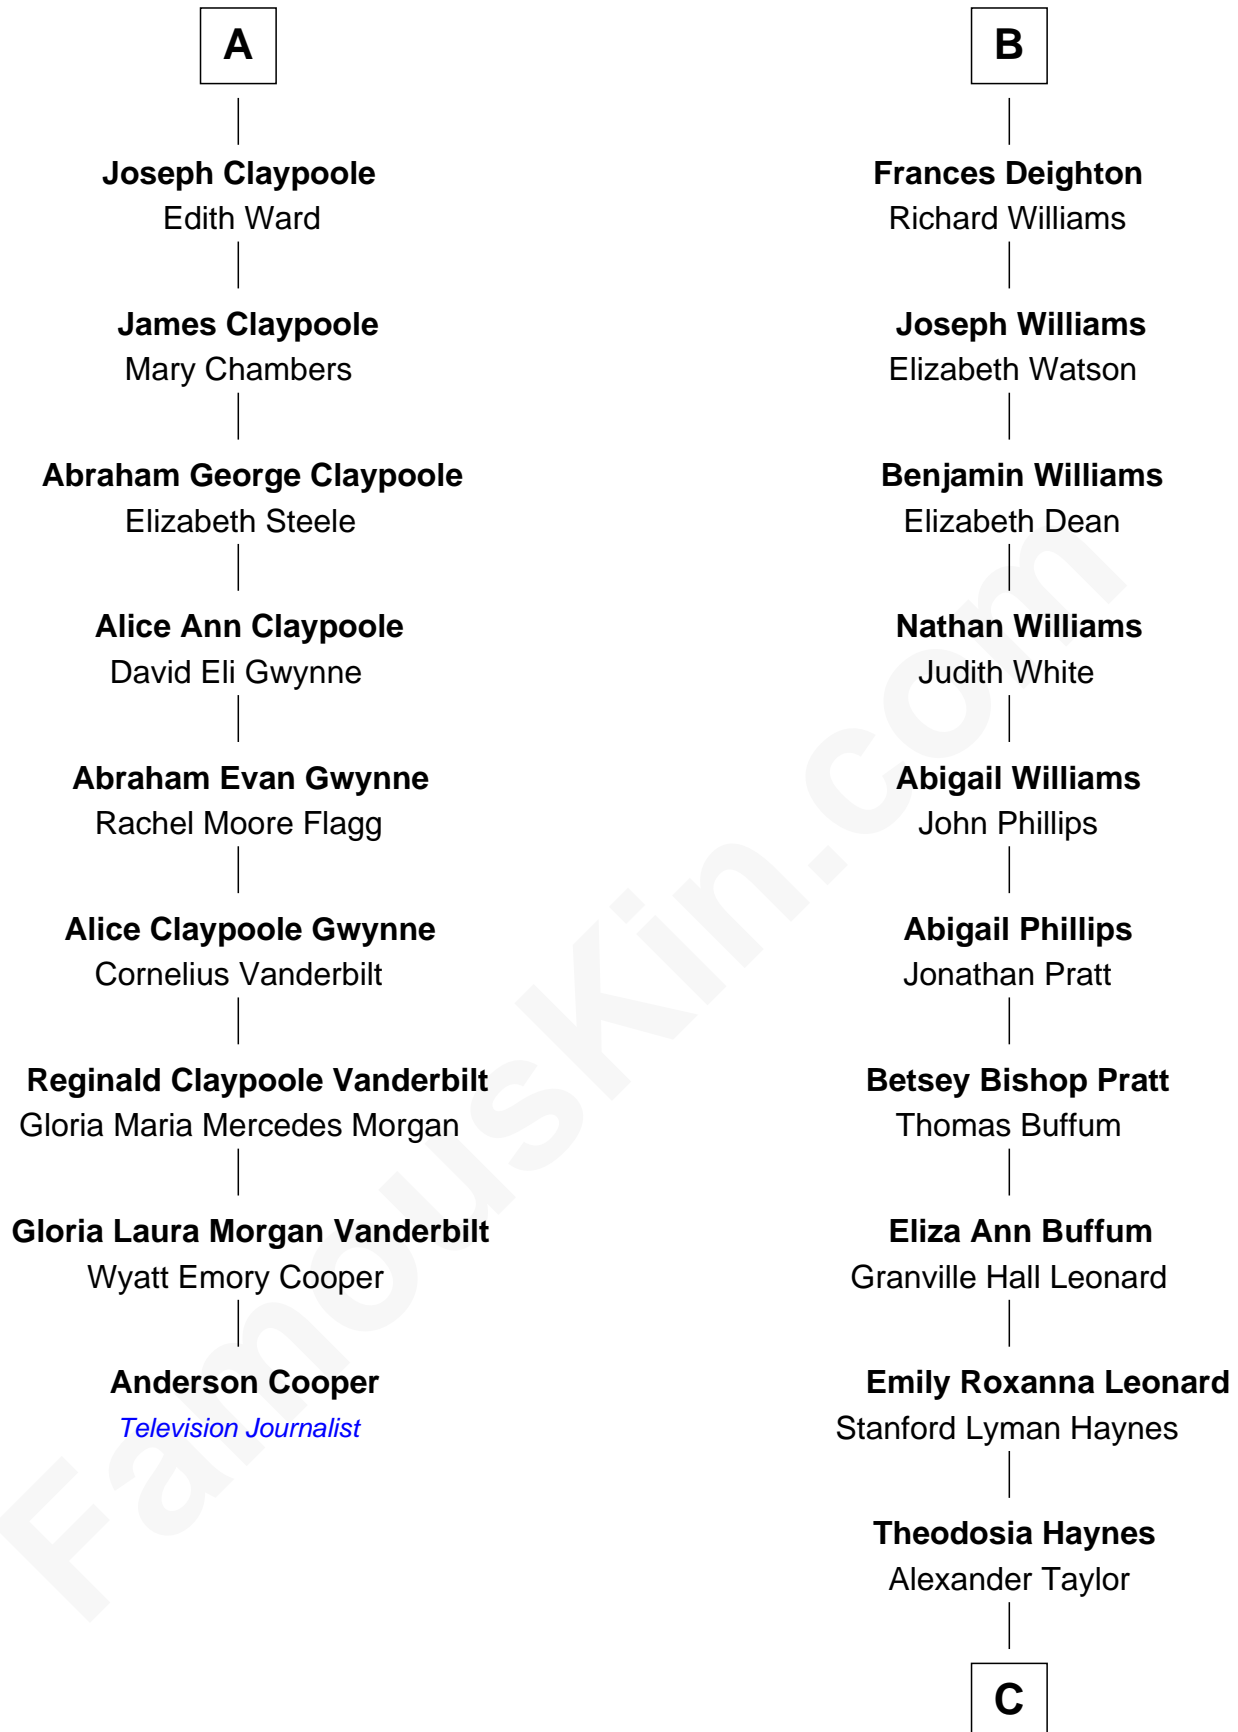 A
Joseph Claypoole
Edith Ward
James Claypoole
Mary Chambers
Abraham George Claypoole
Elizabeth Steele
Alice Ann Claypoole
David Eli Gwynne
Abraham Evan Gwynne
Rachel Moore Flagg
Alice Claypoole Gwynne
Cornelius Vanderbilt
Reginald Claypoole Vanderbilt
Gloria Maria Mercedes Morgan
Gloria Laura Morgan Vanderbilt
Wyatt Emory Cooper
Anderson Cooper
Television Journalist
B
Frances Deighton
Richard Williams
Joseph Williams
Elizabeth Watson
Benjamin Williams
Elizabeth Dean
Nathan Williams
Judith White
Abigail Williams
John Phillips
Abigail Phillips
Jonathan Pratt
Betsey Bishop Pratt
Thomas Buffum
Eliza Ann Buffum
Granville Hall Leonard
Emily Roxanna Leonard
Stanford Lyman Haynes
Theodosia Haynes
Alexander Taylor
C
FamousKin.com